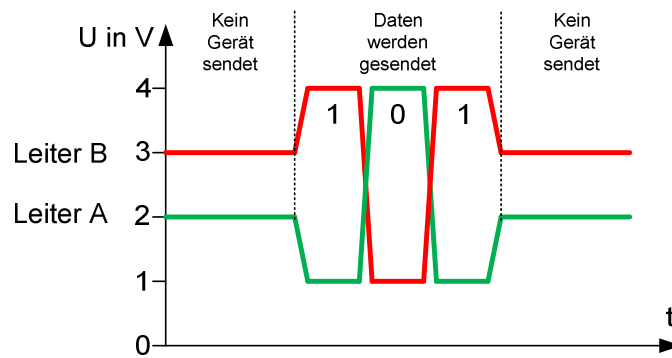 U in V
Kein
Gerät
sendet
Daten
werden
gesendet
Kein
Gerät
sendet
4
1 0 1
Leiter B 3
Leiter A 2
1
0
t